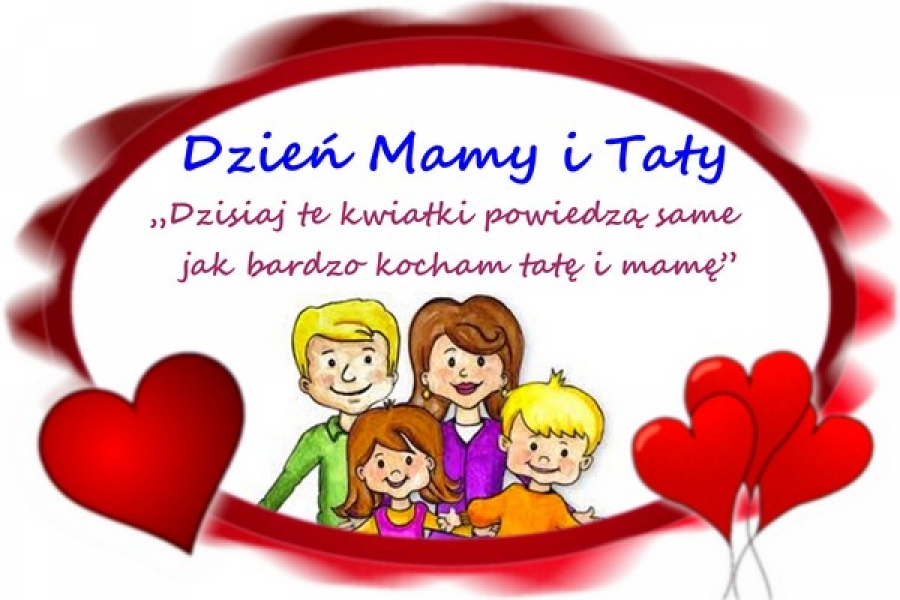 Dzień Mamy i Taty
„Dzisiaj te kwiatki powiedzą same
jak bardzo kocham tatę i mamę”